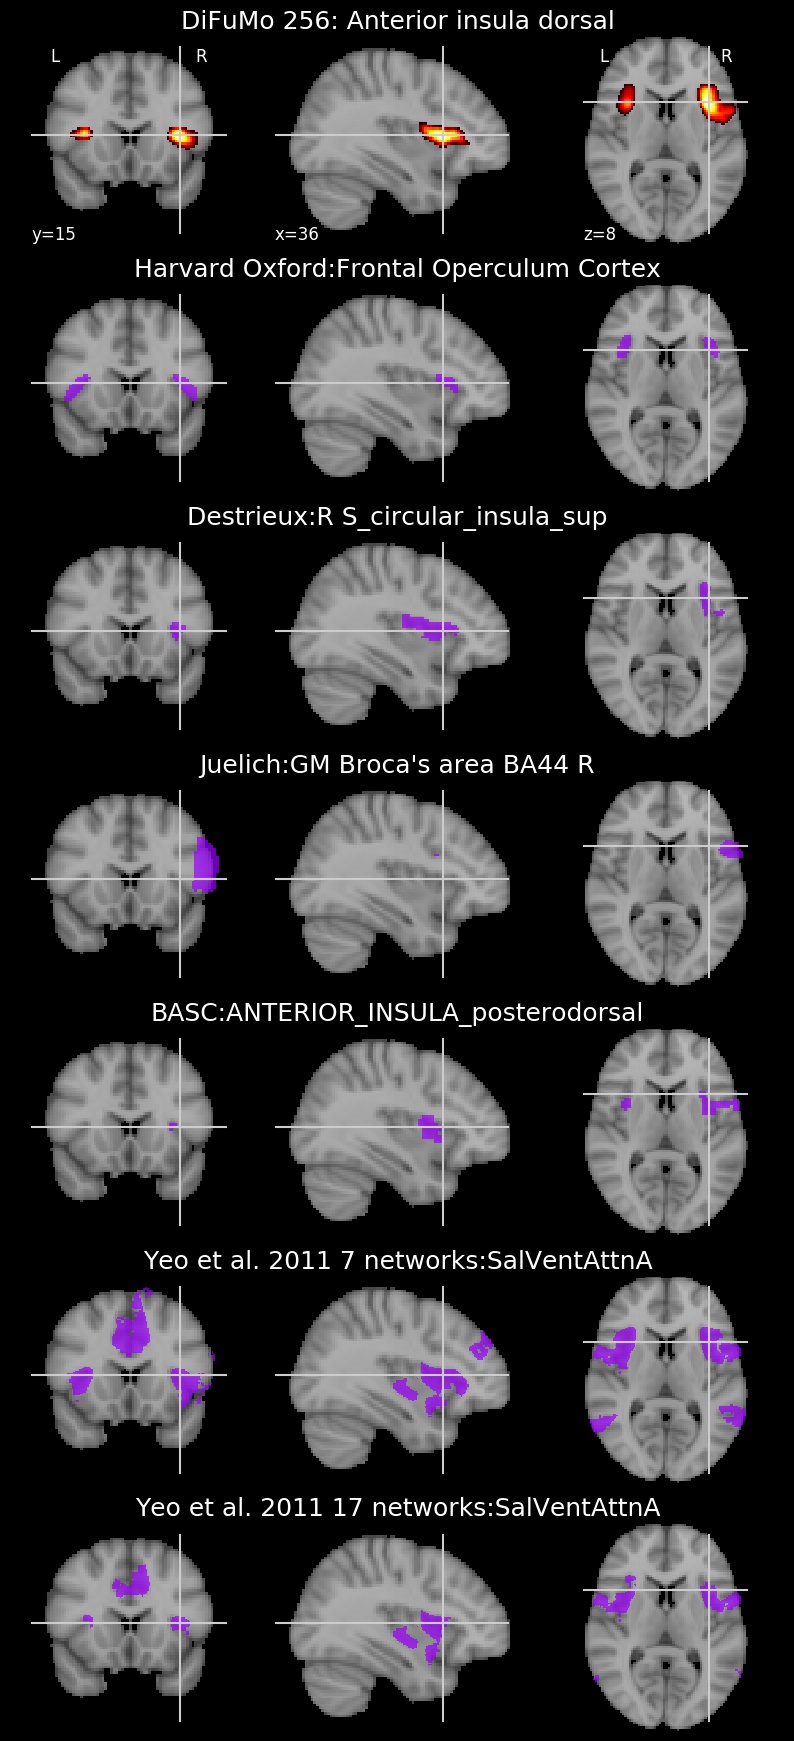 DiFuMo 256: Anterior insula dorsal
L R L R
y=15 x=36 z=8
Harvard Oxford:Frontal Operculum Cortex
Destrieux:R S_circular_insula_sup
Juelich:GM Broca's area BA44 R
BASC:ANTERIOR_INSULA_posterodorsal
Yeo et al. 2011 7 networks:SalVentAttnA
Yeo et al. 2011 17 networks:SalVentAttnA